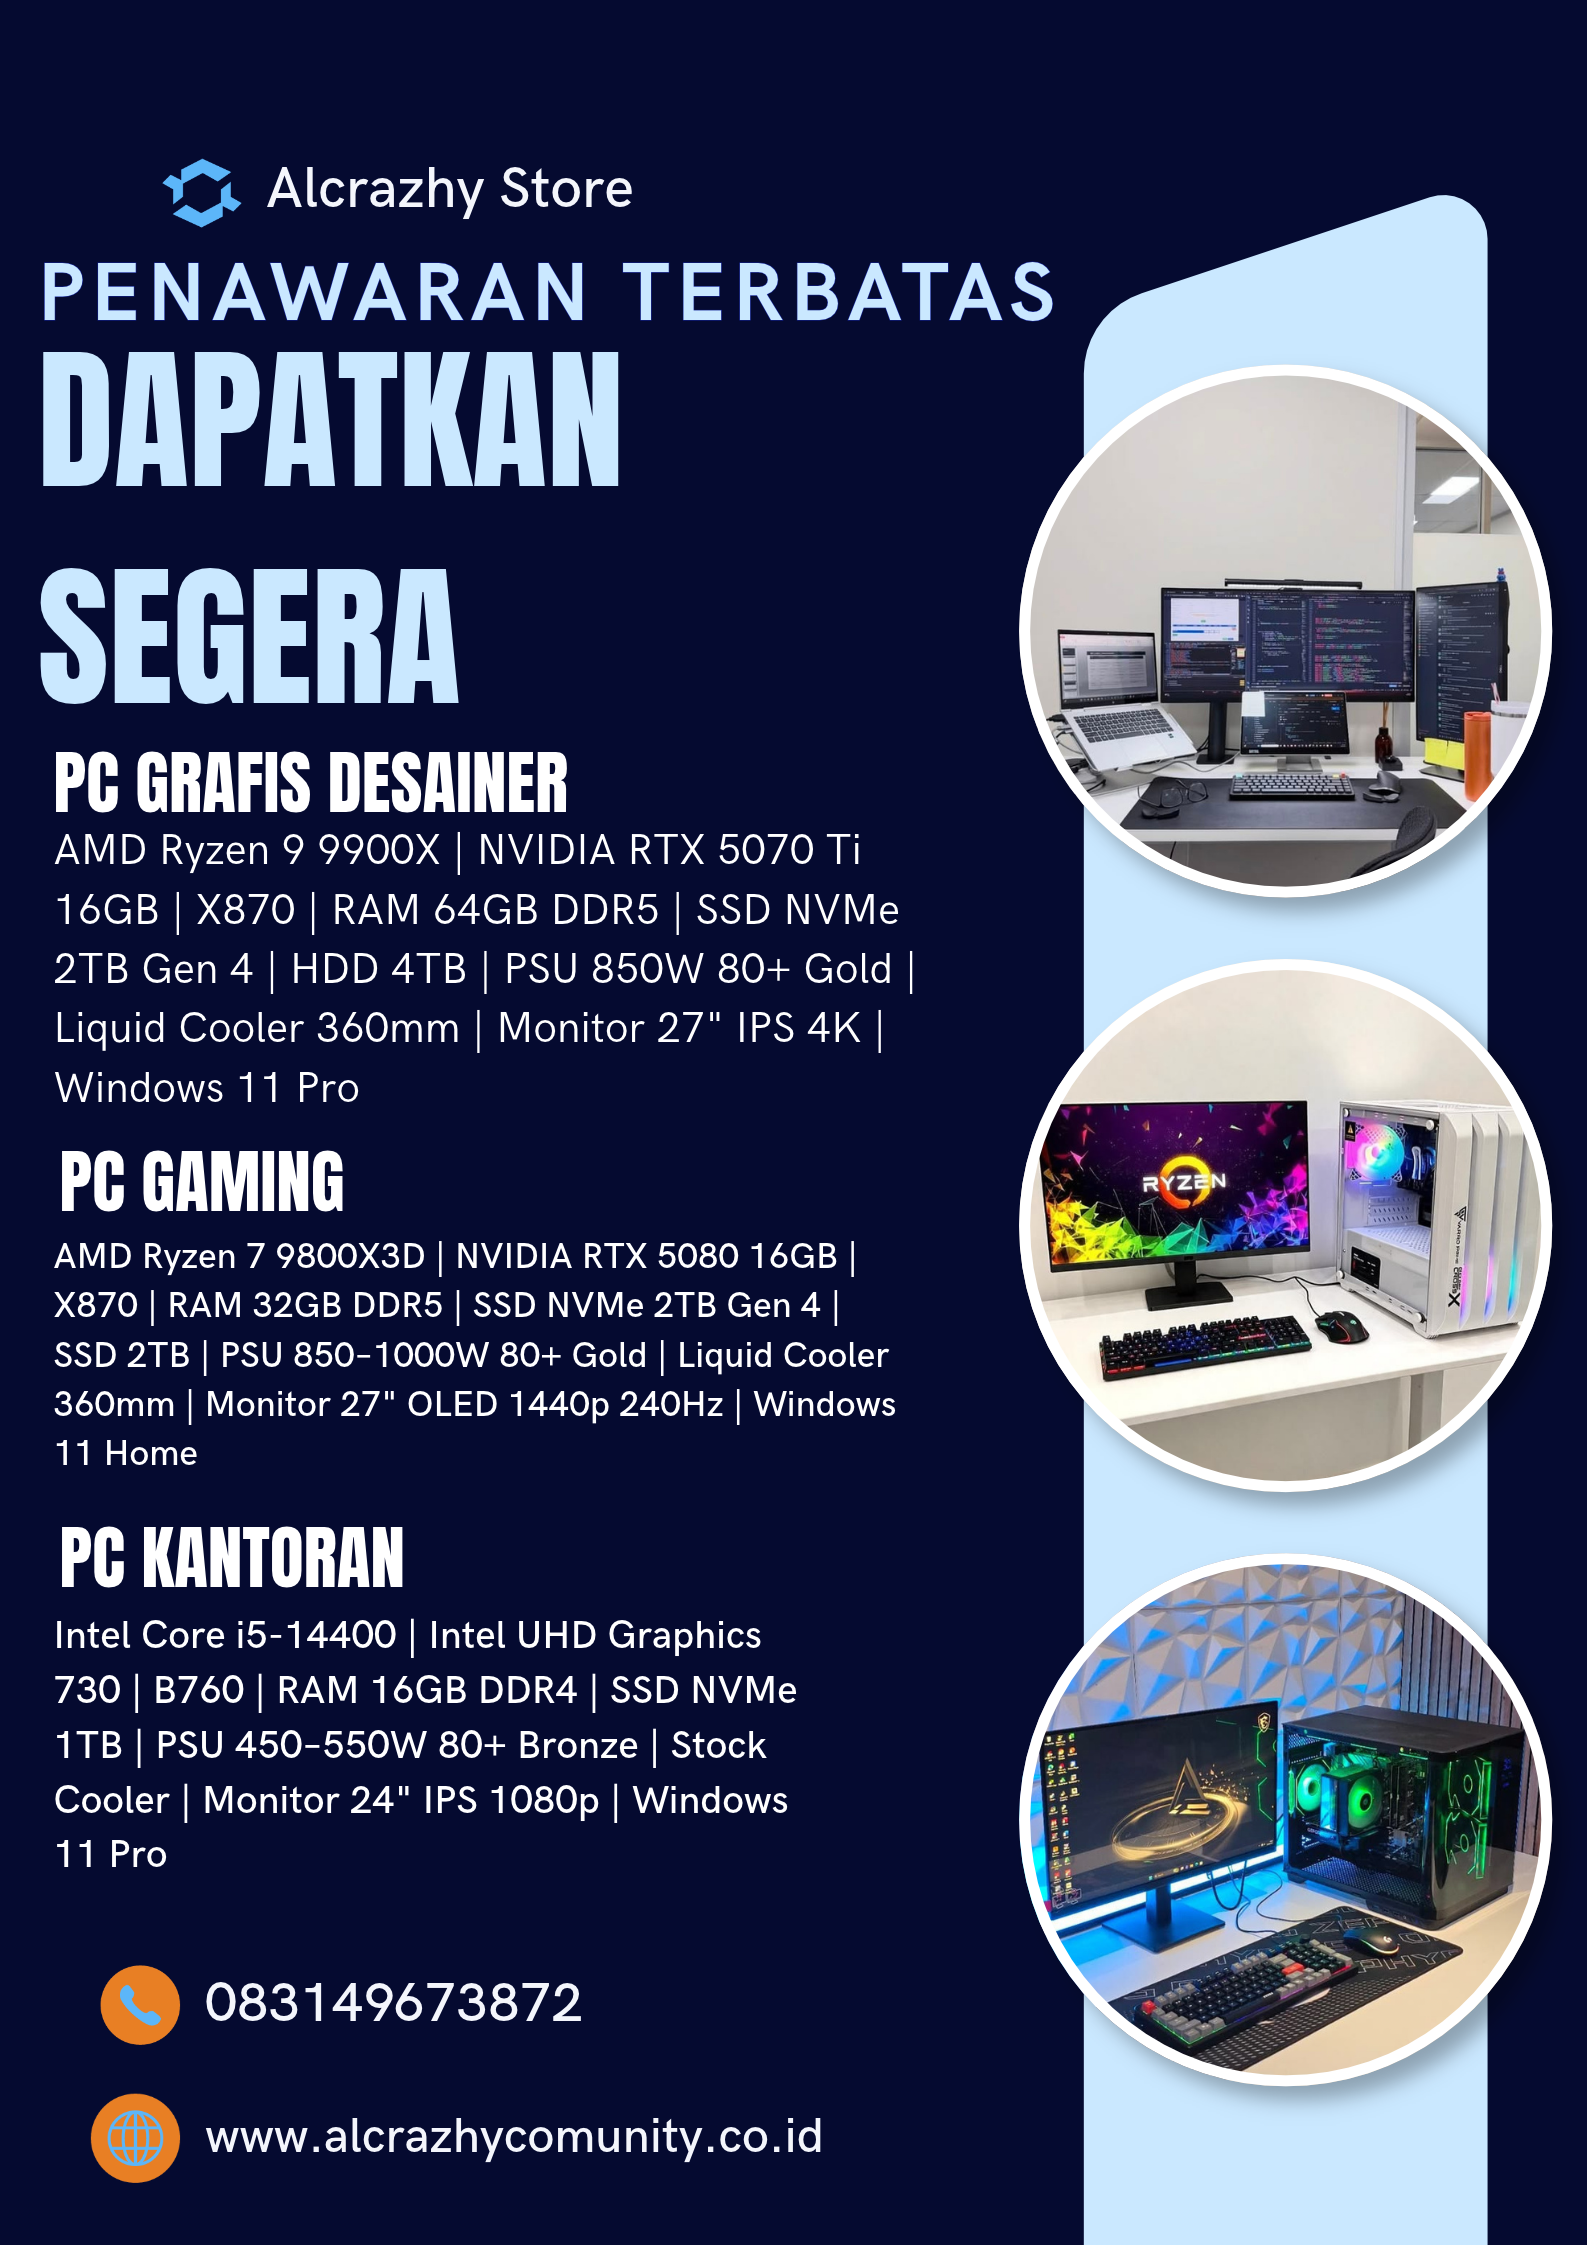 Alcrazhy Store
PENAWARAN TERBATAS
DAPATKAN
SEGERA
PC GRAFIS DESAINER
AMD Ryzen 9 9900X | NVIDIA RTX 5070 Ti
16GB | X870 | RAM 64GB DDR5 | SSD NVMe
2TB Gen 4 | HDD 4TB | PSU 850W 80+ Gold |
Liquid Cooler 360mm | Monitor 27" IPS 4K |
Windows 11 Pro
PC GAMING
AMD Ryzen 7 9800X3D | NVIDIA RTX 5080 16GB |
X870 | RAM 32GB DDR5 | SSD NVMe 2TB Gen 4 |
SSD 2TB | PSU 850–1000W 80+ Gold | Liquid Cooler
360mm | Monitor 27" OLED 1440p 240Hz | Windows
11 Home
RYZEN
PC KANTORAN
Intel Core i5-14400 | Intel UHD Graphics
730 | B760 | RAM 16GB DDR4 | SSD NVMe
1TB | PSU 450–550W 80+ Bronze | Stock
Cooler | Monitor 24" IPS 1080p | Windows
11 Pro
083149673872
www.alcrazhycomunity.co.id